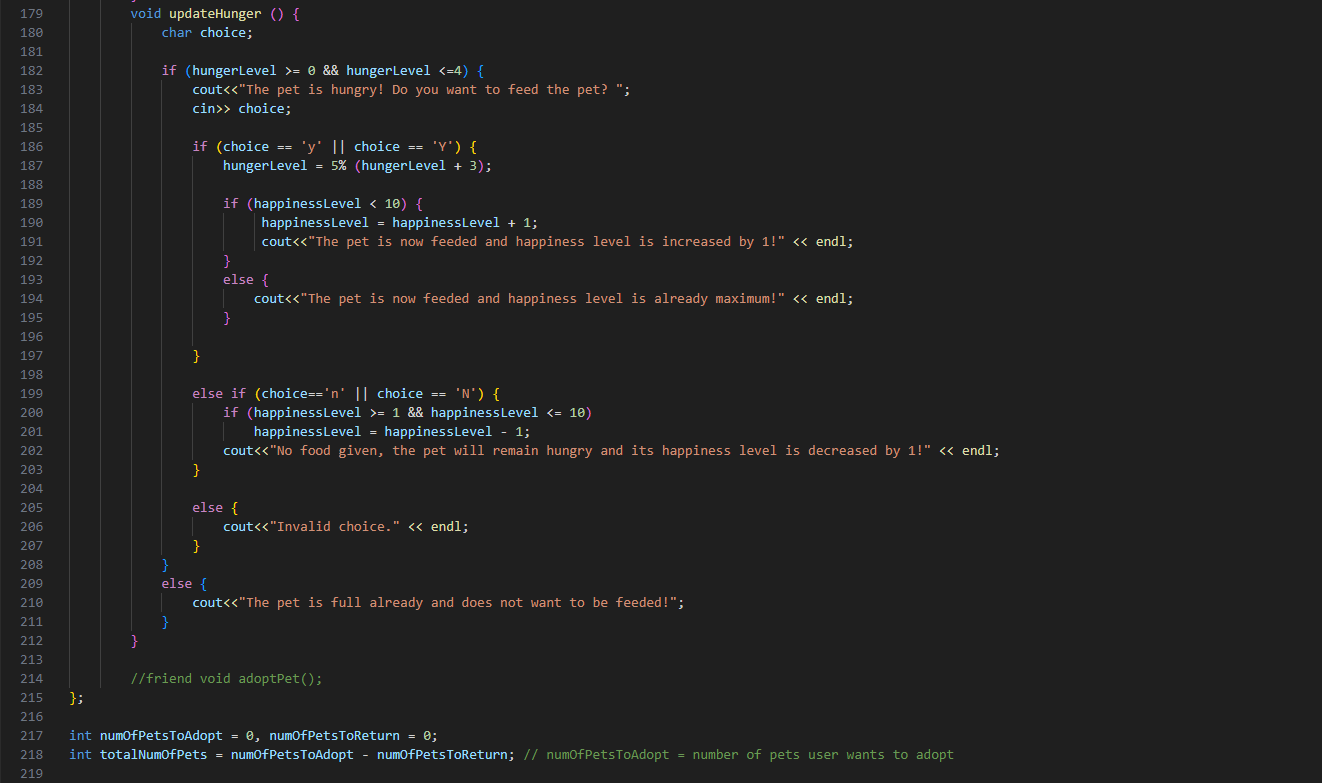 179 void updateHunger () {
180 char choice;
181
182 if (hungerLevel >= 0 && hungerLevel <=4) {
183 cout<<"The pet is hungry! Do you want to feed the pet? ";
184 cin>> choice;
185
186 if (choice == 'y' || choice == 'Y') {
187 hungerLevel = 5% (hungerLevel + 3);
188
189 if (happinessLevel < 10) {
190 happinessLevel = happinessLevel + 1;
191 cout<<"The pet is now feeded and happiness level is increased by 1!" << endl;
192 }
193 else {
194 cout<<"The pet is now feeded and happiness level is already maximum!" << endl;
195 }
196
197 }
198
199 else if (choice=='n' || choice == 'N') {
200 if (happinessLevel >= 1 && happinessLevel <= 10)
201 happinessLevel = happinessLevel - 1;
202 cout<<"No food given, the pet will remain hungry and its happiness level is decreased by 1!" << endl;
203 }
204
205 else {
206 cout<<"Invalid choice." << endl;
207 }
208 }
209 else {
210 cout<<"The pet is full already and does not want to be feeded!";
211 }
212 }
213
214 //friend void adoptPet();
215 };
216
217 int numOfPetsToAdopt = 0, numOfPetsToReturn = 0;
218 int totalNumOfPets = numOfPetsToAdopt - numOfPetsToReturn; // numOfPetsToAdopt = number of pets user wants to adopt
219